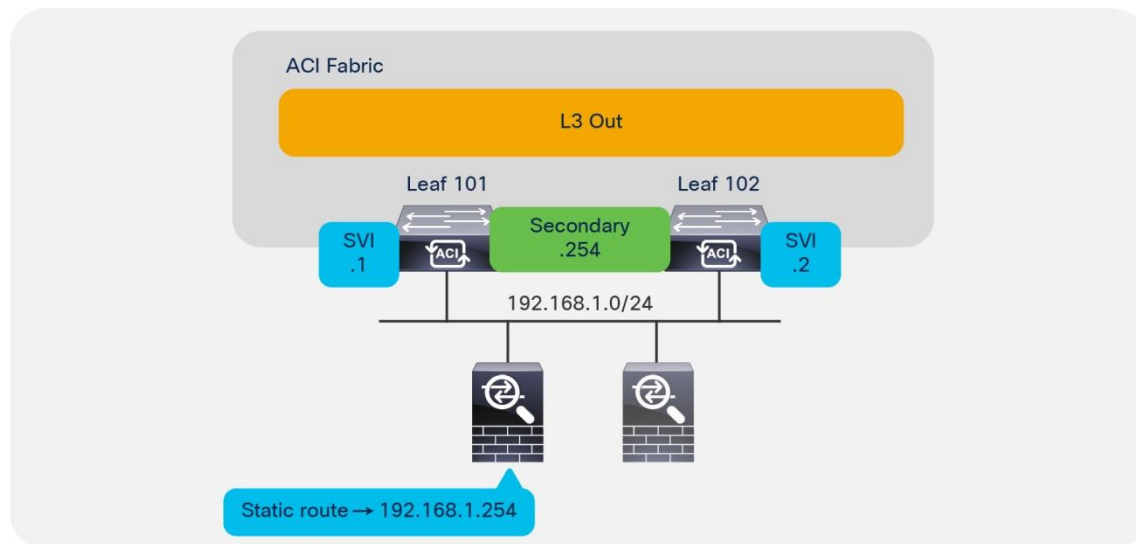 ACI Fabric
L3 Out
Leaf 101
Leaf 102
SVI
.1
ACI
Secondary
.254
ACI
SVI
.2
192.168.1.0/24
Static route → 192.168.1.254